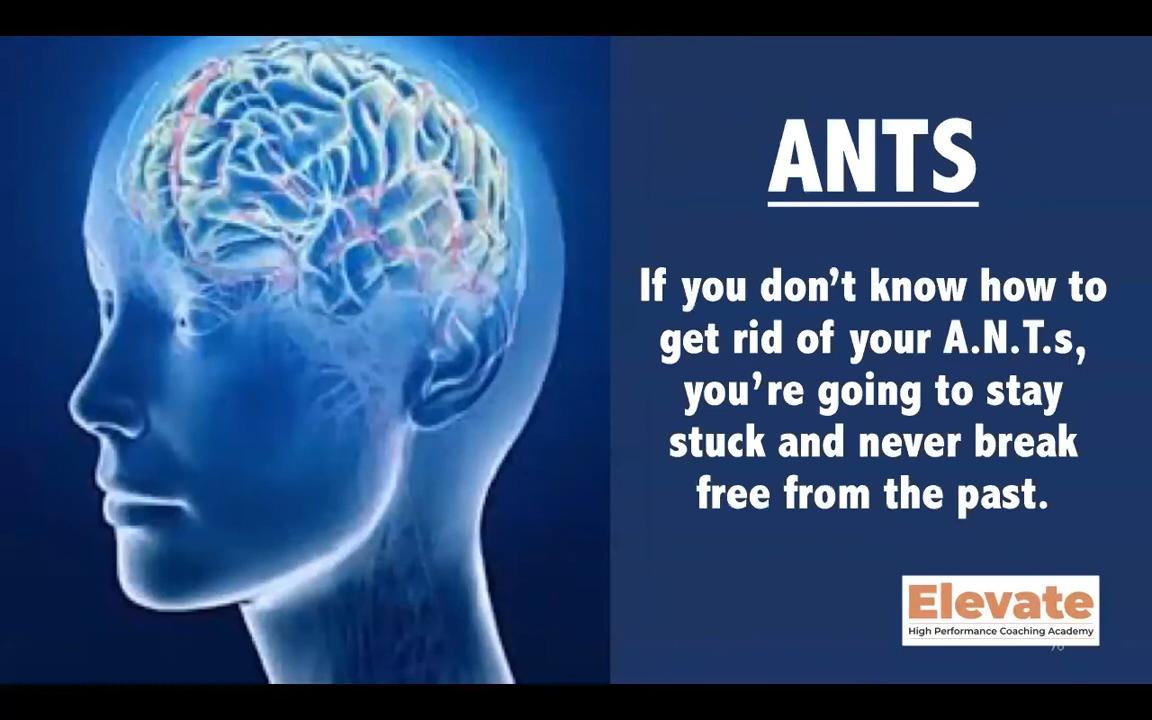 ANTS
If you don't know how to
get rid of your A.N.T.s,
you're going to stay
stuck and never break
free from the past.
Elevate
High Performance Coaching Academy